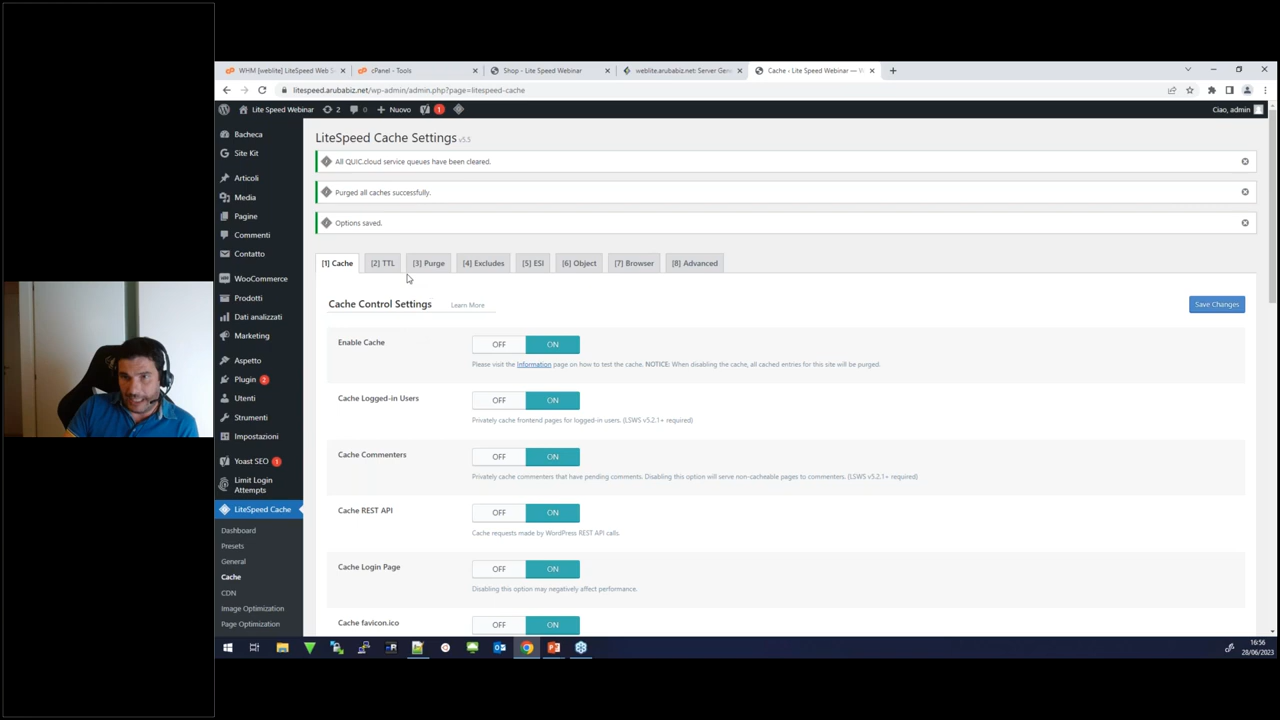 WHM [weblite] LiteSpeed Web S
cPanel - Tools
Shop - Lite Speed Webinar
weblite.arubabiz.net: Server Gen
Cache ‹ Lite Speed Webinar —
litespeed.arubabiz.net/wp-admin/admin.php?page=litespeed-cache
Lite Speed Webinar
2
0
Nuovo
1
Ciao, admin
Bacheca
Site Kit
Articoli
Media
Pagine
Commenti
Contatto
WooCommerce
Prodotti
Dati analizzati
Marketing
Aspetto
Plugin 2
Utenti
Strumenti
Impostazioni
Yoast SEO 1
Limit Login
Attempts
LiteSpeed Cache
Dashboard
Presets
General
Cache
CDN
Image Optimization
Page Optimization
LiteSpeed Cache Settings v5.5
All QUIC.cloud service queues have been cleared.
Purged all caches successfully.
Options saved.
[1] Cache
[2] TTL
[3] Purge
[4] Excludes
[5] ESI
[6] Object
[7] Browser
[8] Advanced
Cache Control Settings
Learn More
Save Changes
Enable Cache
OFF
ON
Please visit the Information page on how to test the cache. NOTICE: When disabling the cache, all cached entries for this site will be purged.
Cache Logged-in Users
OFF
ON
Privately cache frontend pages for logged-in users. (LSWS v5.2.1+ required)
Cache Commenters
OFF
ON
Privately cache commenters that have pending comments. Disabling this option will serve non-cacheable pages to commenters. (LSWS v5.2.1+ required)
Cache REST API
OFF
ON
Cache requests made by WordPress REST API calls.
Cache Login Page
OFF
ON
Disabling this option may negatively affect performance.
Cache favicon.ico
OFF
ON
16:56
28/06/2023